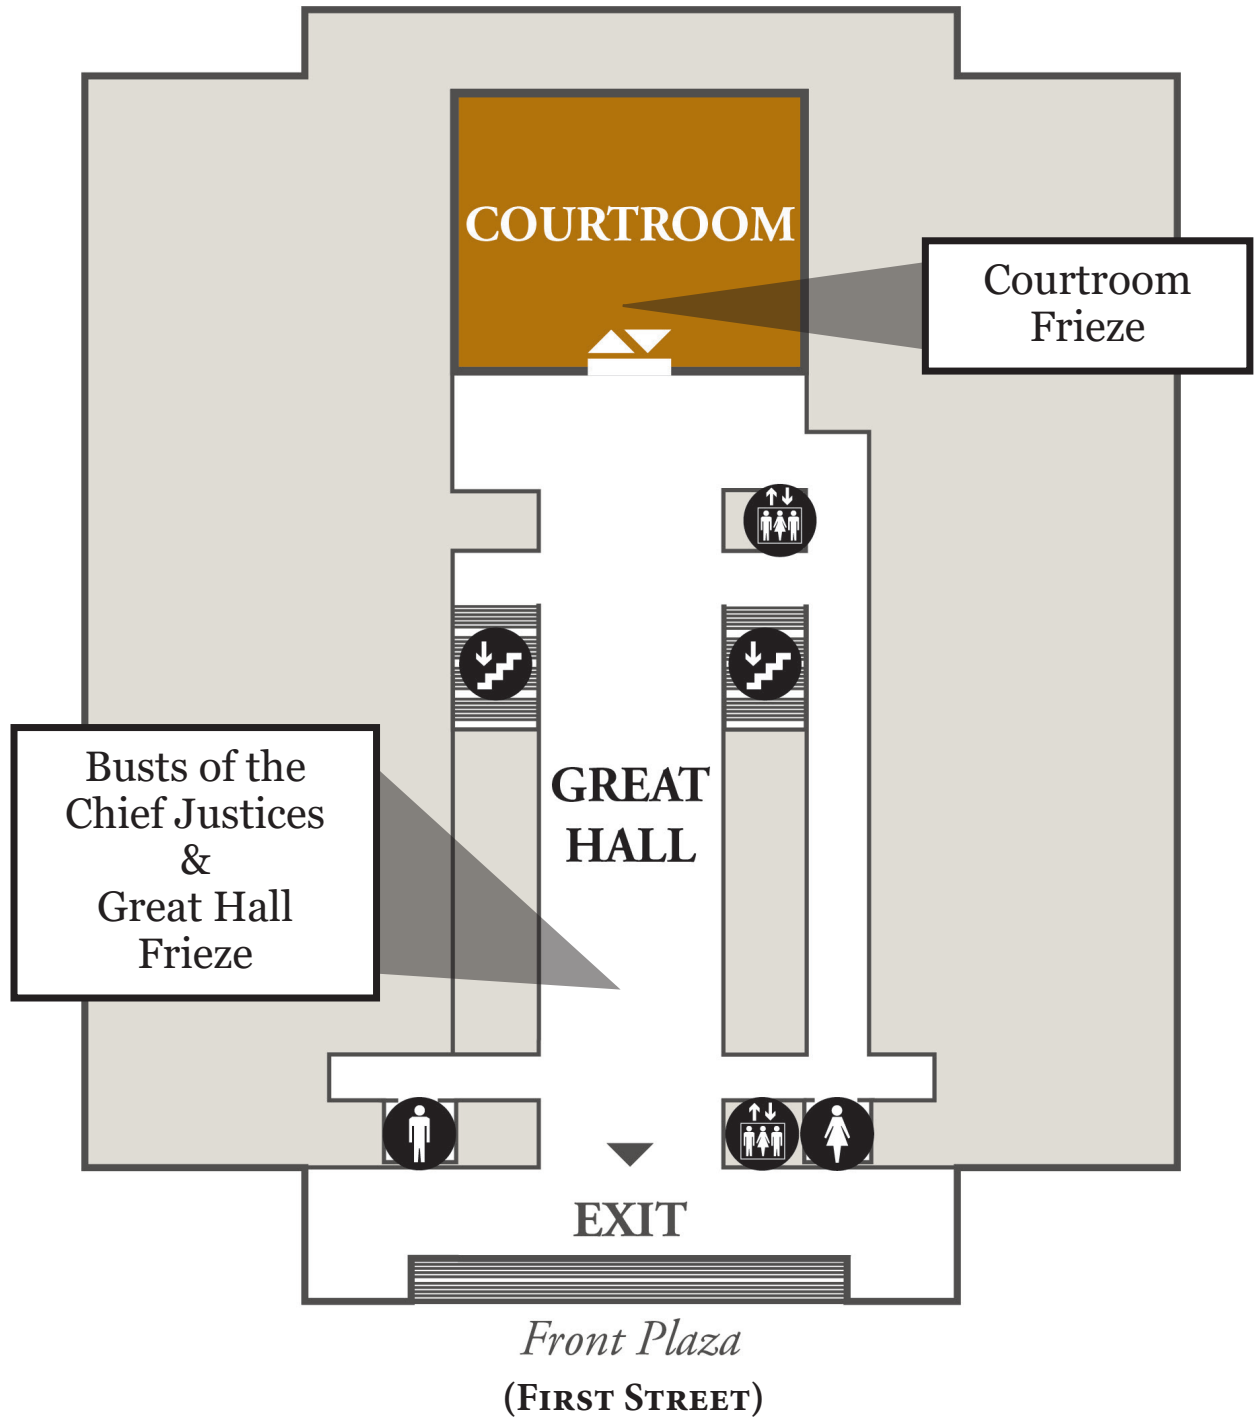 COURTROOM
Courtroom
Frieze
Busts of the
Chief Justices
&
Great Hall
Frieze
GREAT
HALL
EXIT
Front Plaza
(First Street)